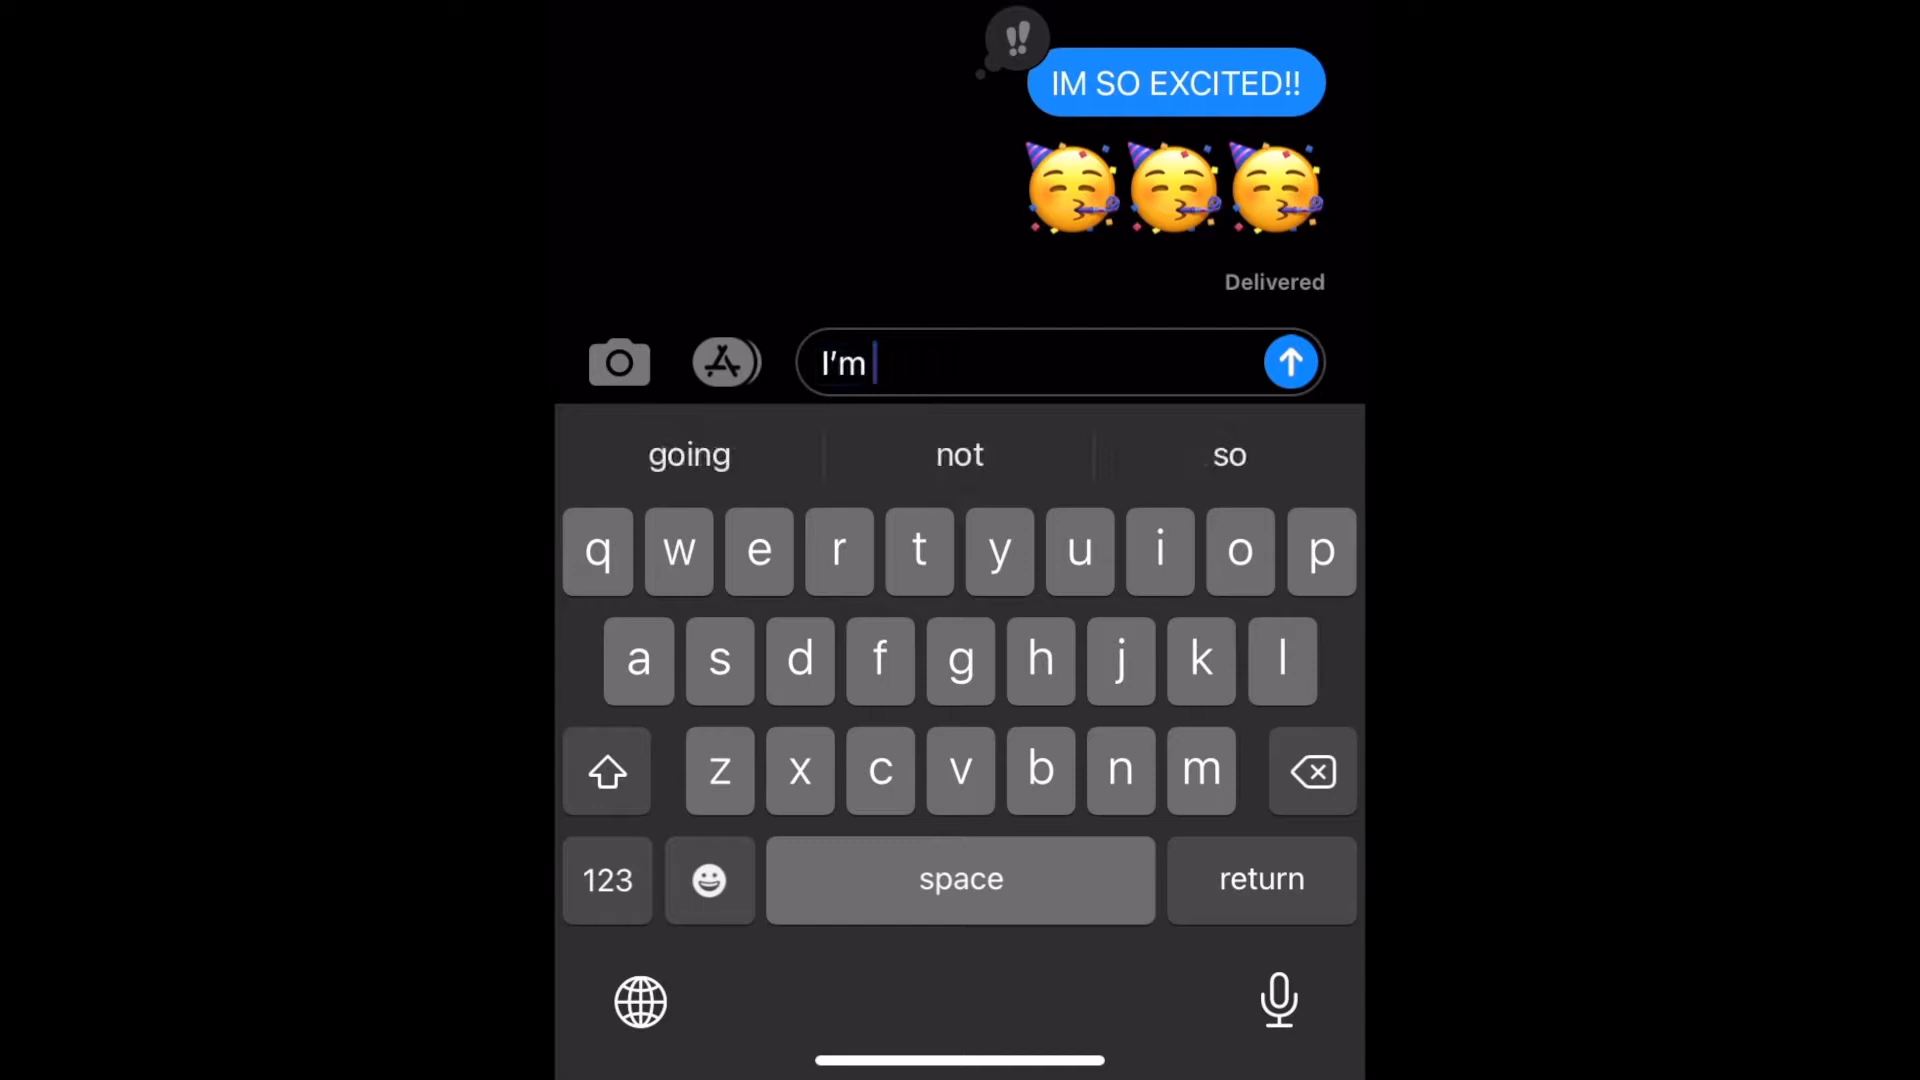 IM SO EXCITED!!
🥳🥳🥳
Delivered
I’m
going not so
q w e r t y u i o p
a s d f g h j k l
z x c v b n m
123 space return